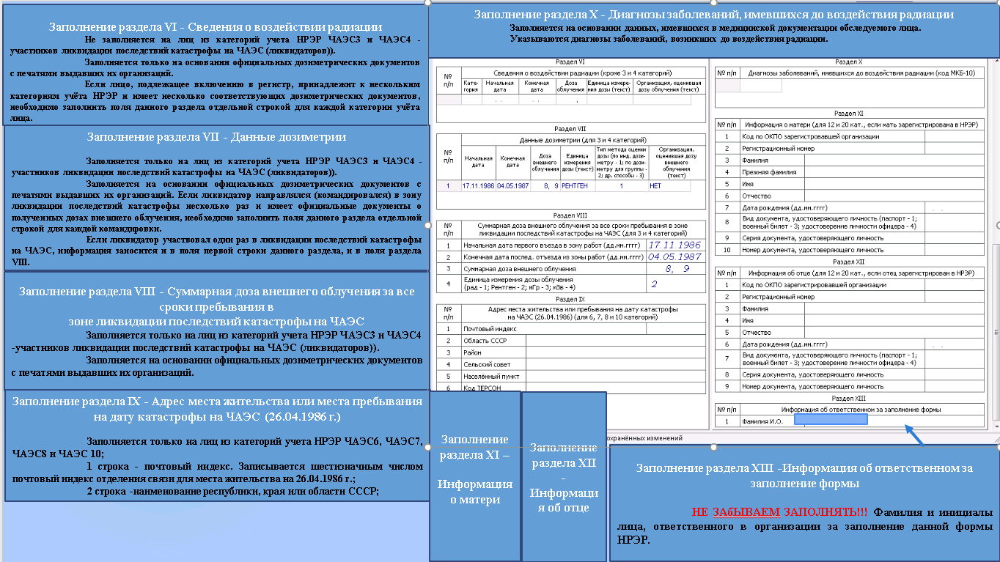 Заполнение раздела VI - Сведения о воздействии радиации
Не заполняется на лиц из категорий учета НРЭР ЧАЭС3 и ЧАЭС4 -
участников ликвидации последствий катастрофы на ЧАЭС (ликвидаторов)).
Заполняется только на основании официальных дозиметрических документов
с печатями выдавших их организаций.
Если лицо, подлежащее включению в регистр, принадлежит к нескольким
категориям учёта НРЭР и имеет несколько соответствующих дозиметрических документов,
необходимо заполнить поля данного раздела отдельной строкой для каждой категории учёта
лица.
Заполнение раздела VII - Данные дозиметрии
Заполняется только на лиц из категорий учета НРЭР ЧАЭС3 и ЧАЭС4 -
участников ликвидации последствий катастрофы на ЧАЭС (ликвидаторов)).
Заполняется на основании официальных дозиметрических документов с
печатями выдавших их организаций. Если ликвидатор направлялся (командировался) в зону
ликвидации последствий катастрофы несколько раз и имеет официальные документы о
полученных дозах внешнего облучения, необходимо заполнить поля данного раздела отдельной
строкой для каждой командировки.
Если ликвидатор участвовал один раз в ликвидации последствий катастрофы
на ЧАЭС, информация заносится и в поля первой строки данного раздела, и в поля раздела
VIII.
Заполнение раздела VIII - Суммарная доза внешнего облучения за все
сроки пребывания в
зоне ликвидации последствий катастрофы на ЧАЭС
Заполняется только на лиц из категорий учета НРЭР ЧАЭС3 и ЧАЭС4
-участников ликвидации последствий катастрофы на ЧАЭС (ликвидаторов)).
Заполняется на основании официальных дозиметрических документов
с печатями выдавших их организаций.
Заполнение раздела IX - Адрес места жительства или места пребывания
на дату катастрофы на ЧАЭС (26.04.1986 г.)
Заполняется только на лиц из категорий учета НРЭР ЧАЭС6, ЧАЭС7,
ЧАЭС8 и ЧАЭС 10;
1 строка - почтовый индекс. Записывается шестизначным числом
почтовый индекс отделения связи для места жительства на 26.04.1986 г.;
2 строка -наименование республики, края или области СССР;
Заполнение раздела X - Диагнозы заболеваний, имевшихся до воздействия радиации
Заполняется на основании данных, имевшихся в медицинской документации обследуемого лица.
Указываются диагнозы заболеваний, возникших до воздействия радиации.
Раздел VI
№ п/п Сведения о воздействии радиации (кроме 3 и 4 категорий)
Кате-гория Начальная дата Конечная дата Доза облучения Единица измере-ния дозы (текст) Организация, оценившая дозу облучения (текст)
. . . . ,
Раздел VII
№ п/п Данные дозиметрии (для 3 и 4 категорий)
Начальная дата Конечная дата Доза внешнего облучения Единица измерения дозы (текст) Тип метода оценки дозы (по инд. дози-метру - 1; по дози-метру для группы - 2; др. способы - 3) Организация, оценившая дозу внешнего облучения (текст)
1 17.11.1986 04.05.1987 8, 9 РЕНТГЕН 1 НЕТ
Раздел VIII
№ п/п Суммарная доза внешнего облучения за все сроки пребывания в зоне
ликвидации последствий катастрофы на ЧАЭС (для 3 и 4 категорий)
1 Начальная дата первого въезда в зону работ (дд.мм.гггг) 17.11.1986
2 Конечная дата послед. отъезда из зоны работ (дд.мм.гггг) 04.05.1987
3 Суммарная доза внешнего облучения 8, 9
4 Единица измерения дозы облучения
(рад - 1; Рентген - 2; мГр - 3; мЗв - 4) 2
Раздел IX
№ п/п Адрес места жительства или пребывания на дату катастрофы
на ЧАЭС (26.04.1986) (для 6, 7, 8 и 10 категорий)
1 Почтовый индекс
2 Область СССР
3 Район
4 Сельский совет
5 Населённый пункт
6 Код ТЕРСОН
Раздел X
№ п/п Диагнозы заболеваний, имевшихся до воздействия радиации (код МКБ-10)
Раздел XI
№ п/п Информация о матери (для 12 и 20 кат., если мать зарегистрирована в НРЭР)
1 Код по ОКПО зарегистрировавшей организации
2 Регистрационный номер
3 Фамилия
4 Прежняя фамилия
5 Имя
6 Отчество
7 Дата рождения (дд.мм.гггг) . .
8 Вид документа, удостоверяющего личность (паспорт - 1;
военный билет - 3; удостоверение личности офицера - 4)
9 Серия документа, удостоверяющего личность
10 Номер документа, удостоверяющего личность
Раздел XII
№ п/п Информация об отце (для 12 и 20 кат., если отец зарегистрирован в НРЭР)
1 Код по ОКПО зарегистрировавшей организации
2 Регистрационный номер
3 Фамилия
4 Имя
5 Отчество
6 Дата рождения (дд.мм.гггг) . .
7 Вид документа, удостоверяющего личность (паспорт - 1;
военный билет - 3; удостоверение личности офицера - 4)
8 Серия документа, удостоверяющего личность
9 Номер документа, удостоверяющего личность
Раздел XIII
№ п/п Информация об ответственном за заполнение формы
1 Фамилия И.О.
охранённых изменений
Заполнение
раздела XI –
Информация
о матери
Заполнение
раздела XII
-
Информаци
я об отце
Заполнение раздела XIII -Информация об ответственном за
заполнение формы
НЕ ЗАбЫВАЕМ ЗАПОЛНЯТЬ!!! Фамилия и инициалы
лица, ответственного в организации за заполнение данной формы
НРЭР.